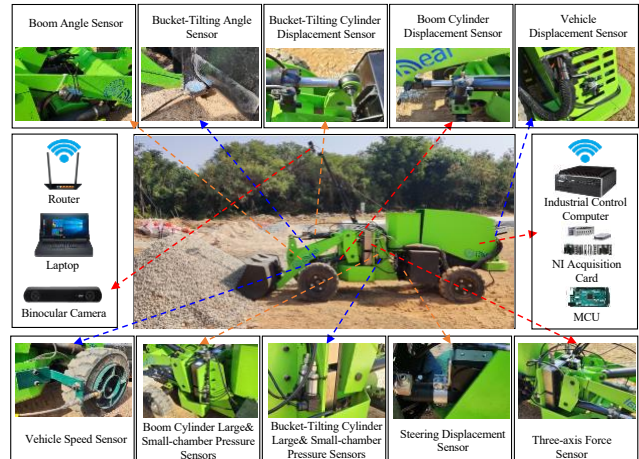 Boom Angle Sensor
Bucket-Tilting Angle
Sensor
Bucket-Tilting Cylinder
Displacement Sensor
Boom Cylinder
Displacement Sensor
Vehicle
Displacement Sensor
Router
Laptop
Binocular Camera
Industrial Control
Computer
NI Acquisition
Card
MCU
Vehicle Speed Sensor
Boom Cylinder Large&
Small-chamber Pressure
Sensors
Bucket-Tilting Cylinder
Large& Small-chamber
Pressure Sensors
Steering Displacement
Sensor
Three-axis Force
Sensor